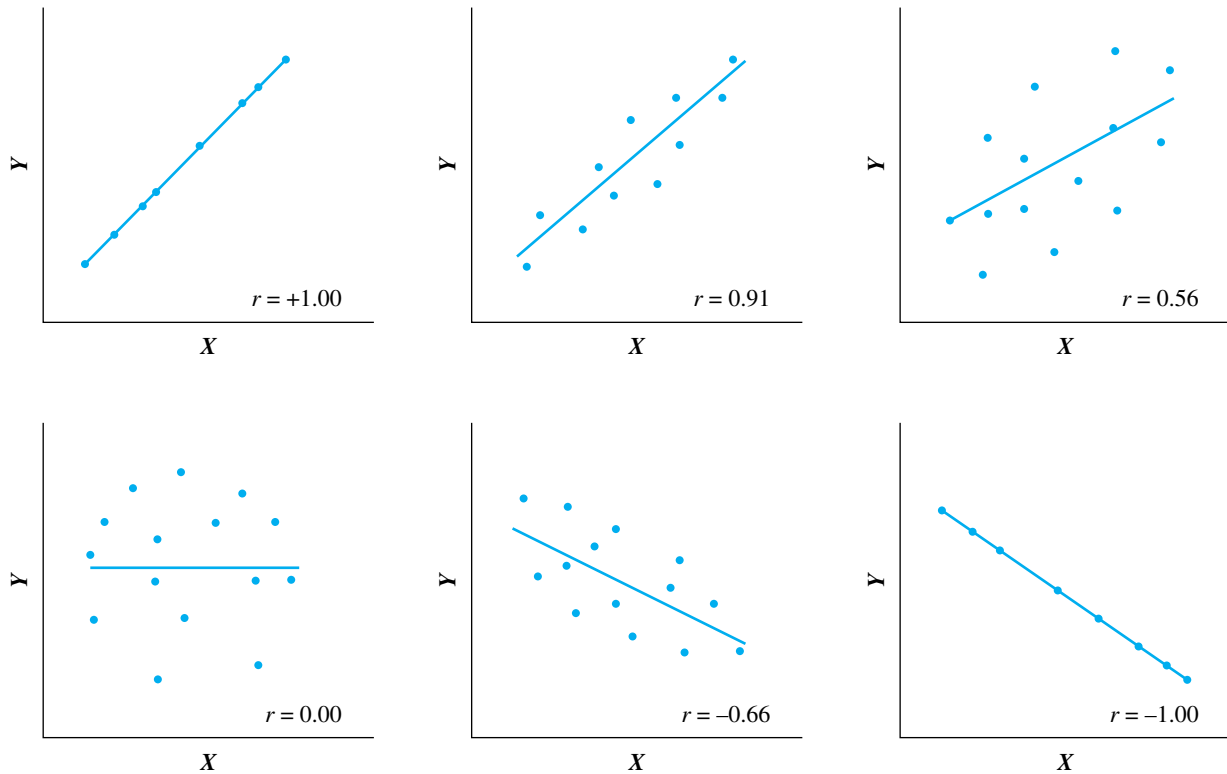 Y
r = +1.00
X
Y
r = 0.91
X
Y
r = 0.56
X
Y
r = 0.00
X
Y
r = –0.66
X
Y
r = –1.00
X